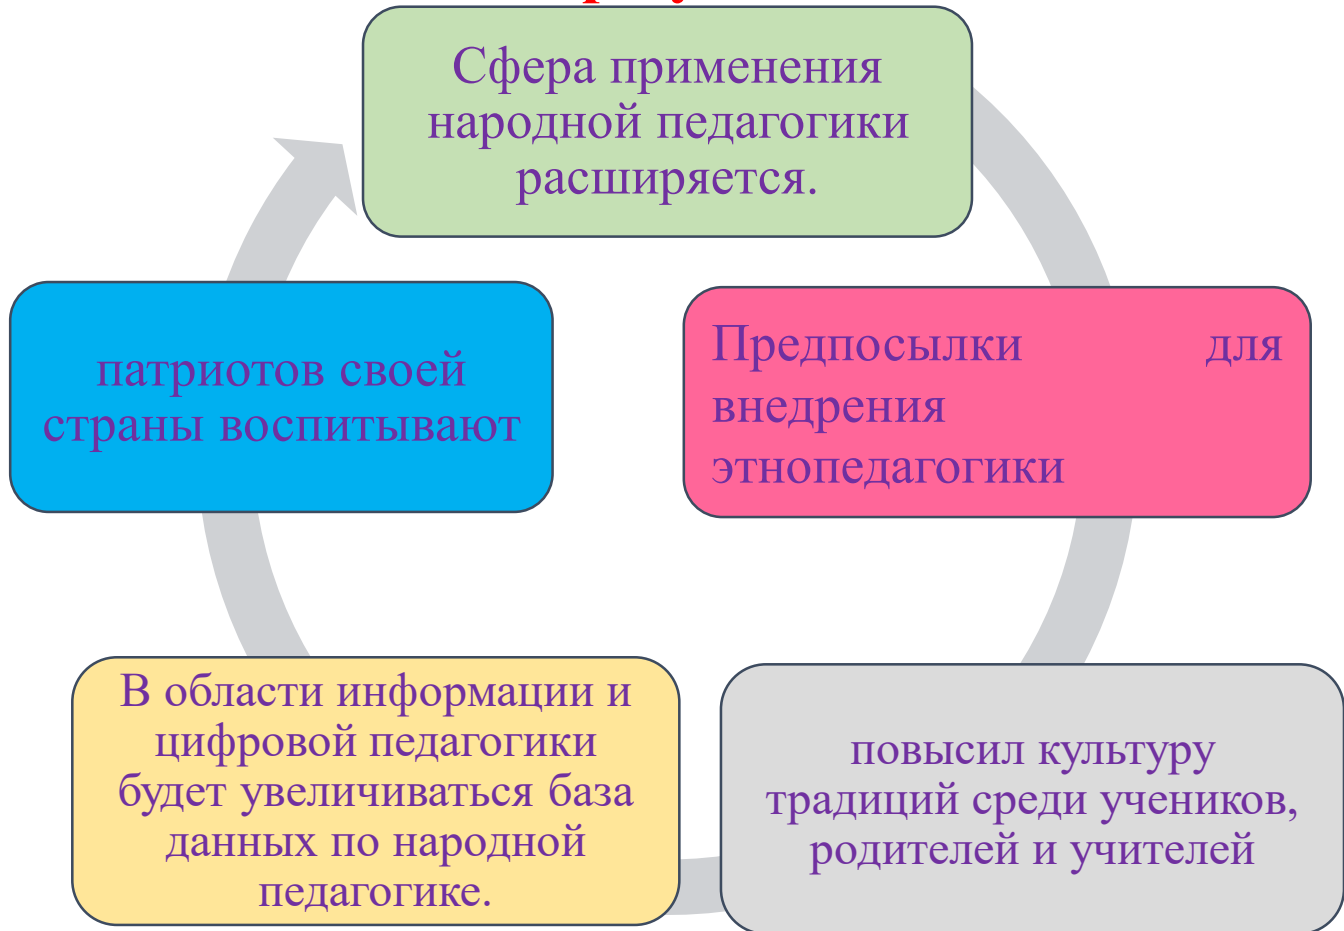 Сфера применения
народной педагогики
расширяется.
Предпосылки для
внедрения
этнопедагогики
повысил культуру
традиций среди учеников,
родителей и учителей
В области информации и
цифровой педагогики
будет увеличиваться база
данных по народной
педагогике.
патриотов своей
страны воспитывают